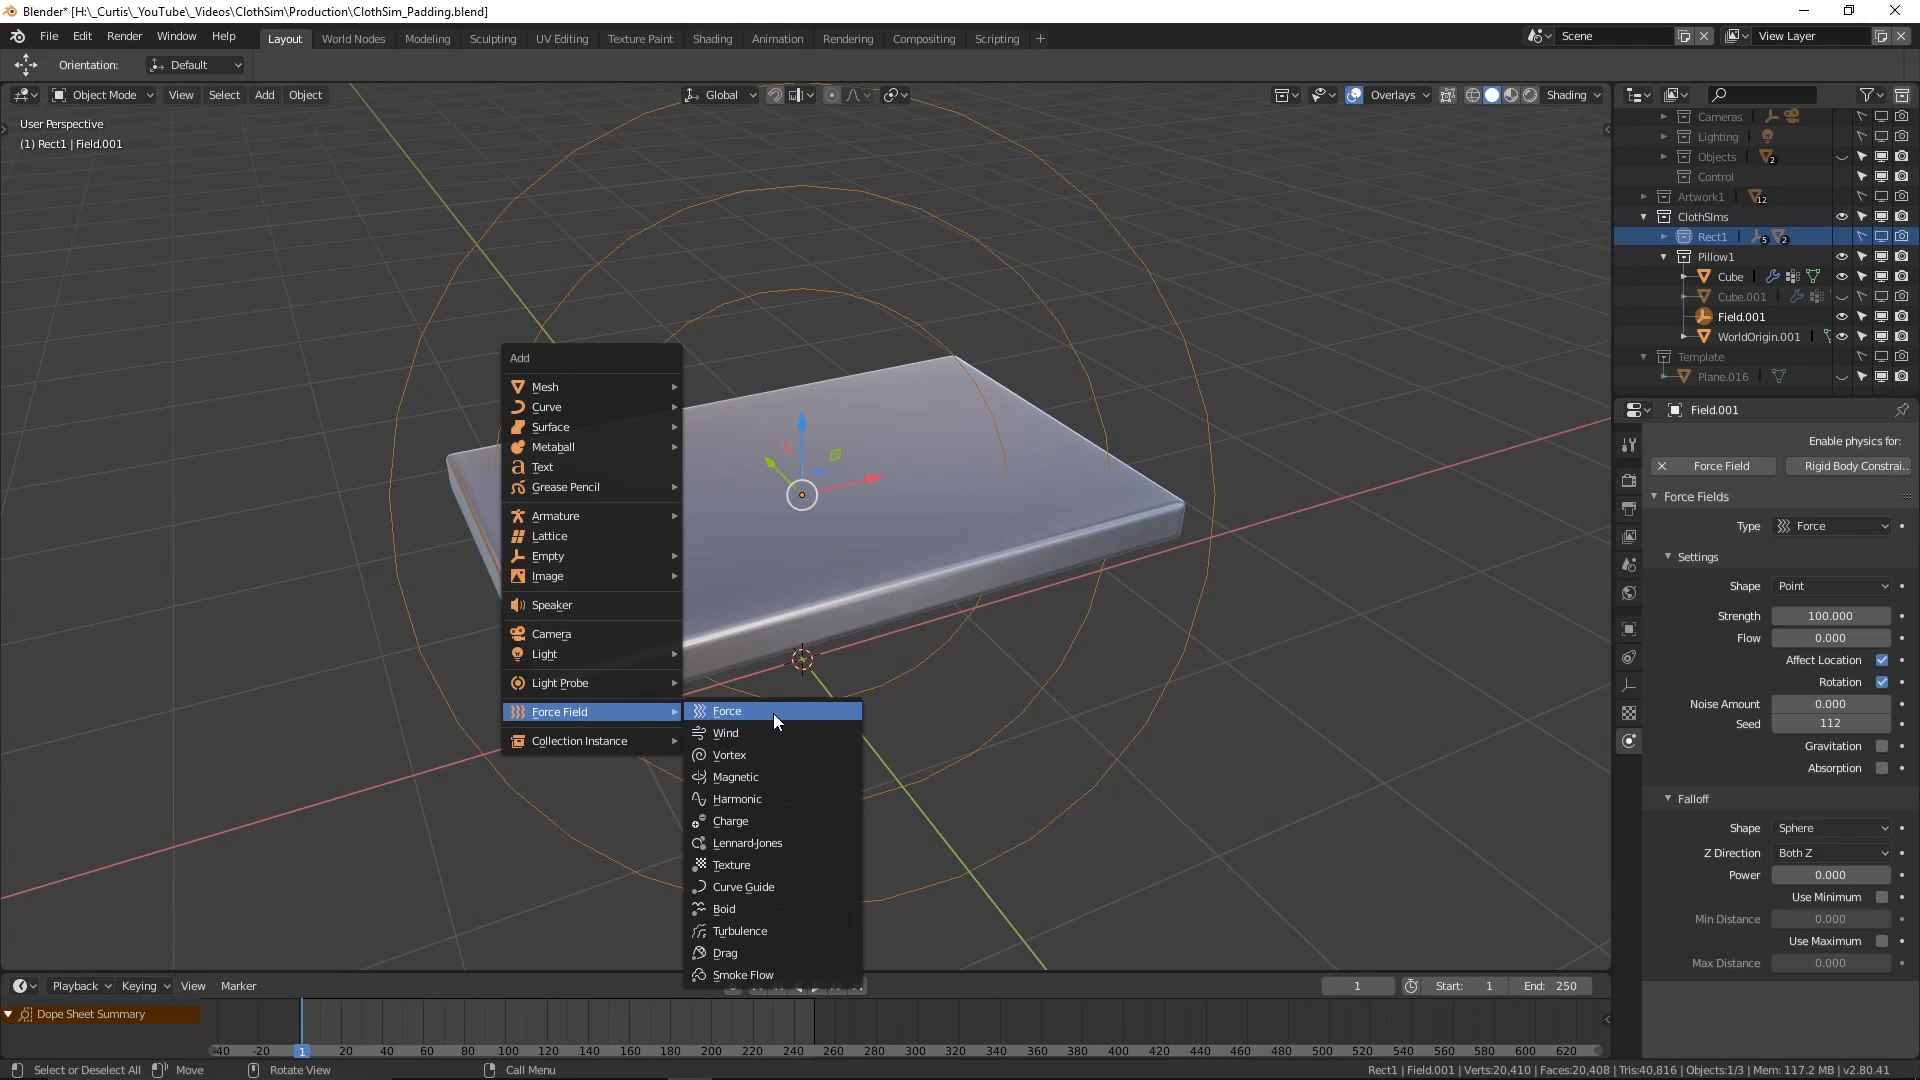 Blender* [H:\_Curtis\_YouTube\_Videos\ClothSim\Production\ClothSim_Padding.blend]
File Edit Render Window Help
Layout World Nodes Modeling Sculpting UV Editing Texture Paint Shading Animation Rendering Compositing Scripting
Scene View Layer
Orientation: Default
Object Mode View Select Add Object
Global
Overlays Shading
User Perspective
(1) Rect1 | Field.001
Add
Mesh
Curve
Surface
Metaball
Text
Grease Pencil
Armature
Lattice
Empty
Image
Speaker
Camera
Light
Light Probe
Force Field
Collection Instance
Force
Wind
Vortex
Magnetic
Harmonic
Charge
Lennard-Jones
Texture
Curve Guide
Boid
Turbulence
Drag
Smoke Flow
Cameras
Lighting
Objects 2
Control
Artwork1 12
ClothSIms
Rect1 5 2
Pillow1
Cube
Cube.001
Field.001
WorldOrigin.001
Template
Plane.016
Field.001
Enable physics for:
Force Field Rigid Body Constrai..
Force Fields
Type Force
Settings
Shape Point
Strength 100.000
Flow 0.000
Affect Location
Rotation
Noise Amount 0.000
Seed 112
Gravitation
Absorption
Falloff
Shape Sphere
Z Direction Both Z
Power 0.000
Use Minimum
Min Distance 0.000
Use Maximum
Max Distance 0.000
Playback Keying View Marker
1 Start: 1 End: 250
Dope Sheet Summary
-40 -20 1 20 40 60 80 100 120 140 160 180 200 220 240 260 280 300 320 340 360 380 400 420 440 460 480 500 520 540 560 580 600 620
Select or Deselect All Move Rotate View Call Menu
Rect1 | Field.001 | Verts:20,410 | Faces:20,408 | Tris:40,816 | Objects:1/3 | Mem: 117.2 MB | v2.80.41